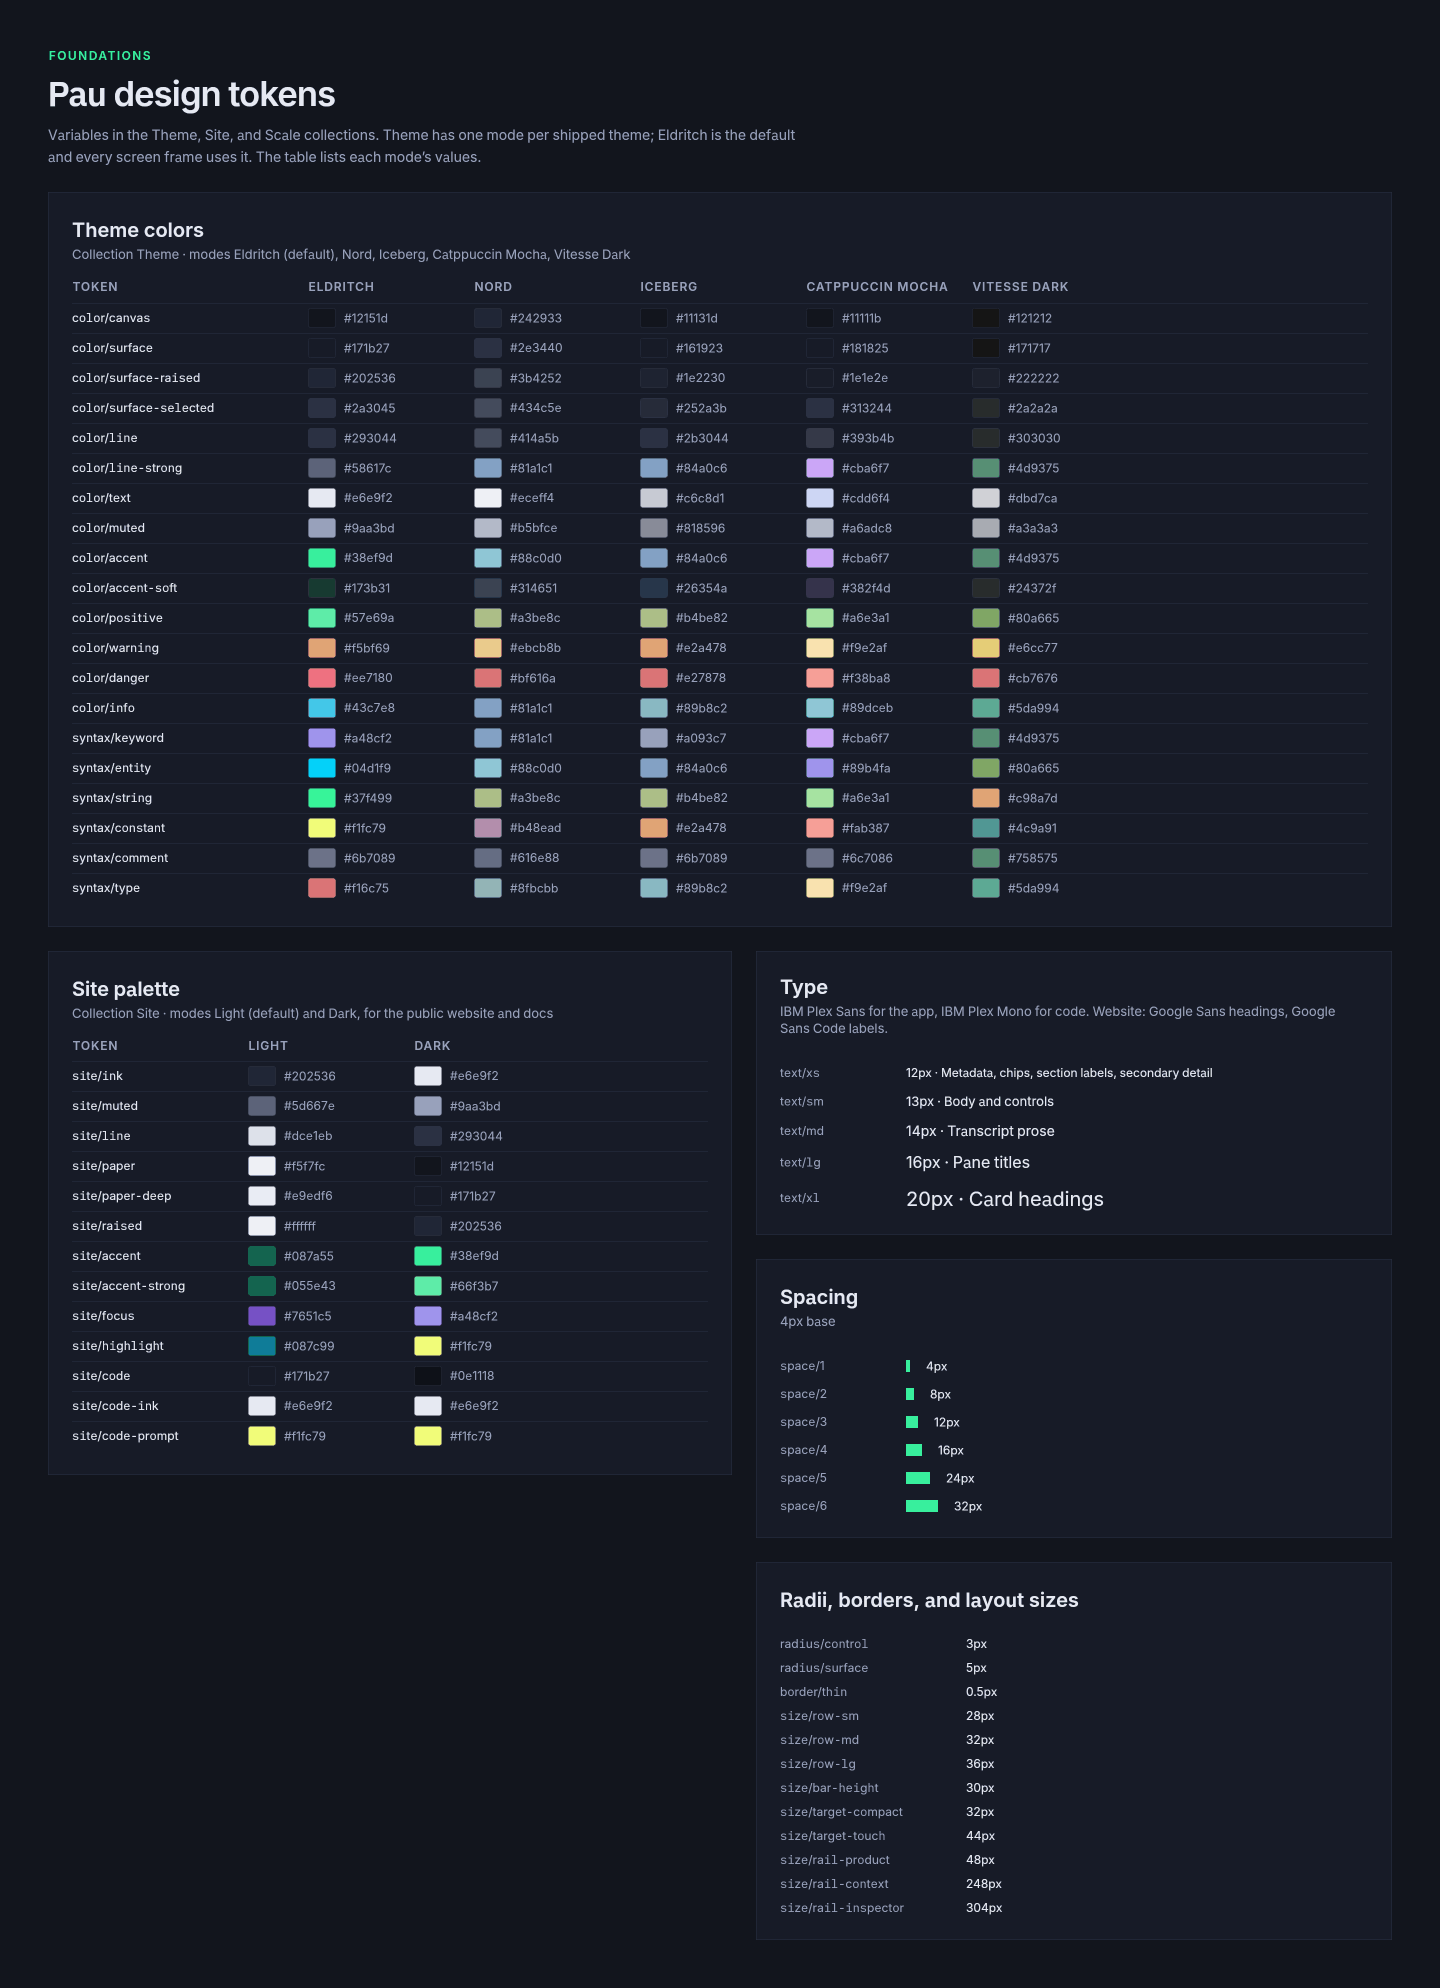 FOUNDATIONS
Pau design tokens
Variables in the Theme, Site, and Scale collections. Theme has one mode per shipped theme; Eldritch is the default
and every screen frame uses it. The table lists each mode’s values.
Theme colors
Collection Theme · modes Eldritch (default), Nord, Iceberg, Catppuccin Mocha, Vitesse Dark
TOKEN ELDRITCH NORD ICEBERG CATPPUCCIN MOCHA VITESSE DARK
color/canvas #12151d #242933 #11131d #11111b #121212
color/surface #171b27 #2e3440 #161923 #181825 #171717
color/surface-raised #202536 #3b4252 #1e2230 #1e1e2e #222222
color/surface-selected #2a3045 #434c5e #252a3b #313244 #2a2a2a
color/line #293044 #414a5b #2b3044 #393b4b #303030
color/line-strong #58617c #81a1c1 #84a0c6 #cba6f7 #4d9375
color/text #e6e9f2 #eceff4 #c6c8d1 #cdd6f4 #dbd7ca
color/muted #9aa3bd #b5bfce #818596 #a6adc8 #a3a3a3
color/accent #38ef9d #88c0d0 #84a0c6 #cba6f7 #4d9375
color/accent-soft #173b31 #314651 #26354a #382f4d #24372f
color/positive #57e69a #a3be8c #b4be82 #a6e3a1 #80a665
color/warning #f5bf69 #ebcb8b #e2a478 #f9e2af #e6cc77
color/danger #ee7180 #bf616a #e27878 #f38ba8 #cb7676
color/info #43c7e8 #81a1c1 #89b8c2 #89dceb #5da994
syntax/keyword #a48cf2 #81a1c1 #a093c7 #cba6f7 #4d9375
syntax/entity #04d1f9 #88c0d0 #84a0c6 #89b4fa #80a665
syntax/string #37f499 #a3be8c #b4be82 #a6e3a1 #c98a7d
syntax/constant #f1fc79 #b48ead #e2a478 #fab387 #4c9a91
syntax/comment #6b7089 #616e88 #6b7089 #6c7086 #758575
syntax/type #f16c75 #8fbcbb #89b8c2 #f9e2af #5da994
Site palette
Collection Site · modes Light (default) and Dark, for the public website and docs
TOKEN LIGHT DARK
site/ink #202536 #e6e9f2
site/muted #5d667e #9aa3bd
site/line #dce1eb #293044
site/paper #f5f7fc #12151d
site/paper-deep #e9edf6 #171b27
site/raised #ffffff #202536
site/accent #087a55 #38ef9d
site/accent-strong #055e43 #66f3b7
site/focus #7651c5 #a48cf2
site/highlight #087c99 #f1fc79
site/code #171b27 #0e1118
site/code-ink #e6e9f2 #e6e9f2
site/code-prompt #f1fc79 #f1fc79
Type
IBM Plex Sans for the app, IBM Plex Mono for code. Website: Google Sans headings, Google
Sans Code labels.
text/xs 12px · Metadata, chips, section labels, secondary detail
text/sm 13px · Body and controls
text/md 14px · Transcript prose
text/lg 16px · Pane titles
text/xl 20px · Card headings
Spacing
4px base
space/1 4px
space/2 8px
space/3 12px
space/4 16px
space/5 24px
space/6 32px
Radii, borders, and layout sizes
radius/control 3px
radius/surface 5px
border/thin 0.5px
size/row-sm 28px
size/row-md 32px
size/row-lg 36px
size/bar-height 30px
size/target-compact 32px
size/target-touch 44px
size/rail-product 48px
size/rail-context 248px
size/rail-inspector 304px